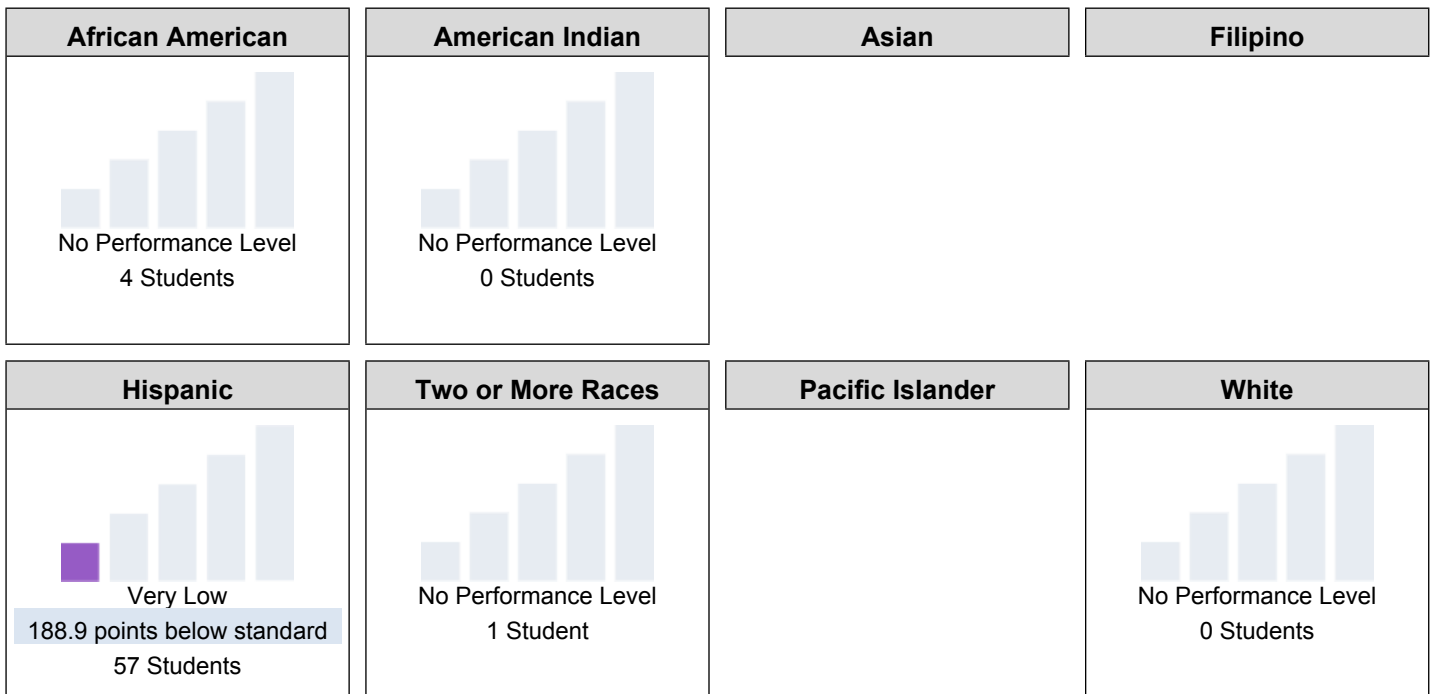 African American
No Performance Level
4 Students
American Indian
No Performance Level
0 Students
Asian
Filipino
Hispanic
Very Low
188.9 points below standard
57 Students
Two or More Races
No Performance Level
1 Student
Pacific Islander
White
No Performance Level
0 Students